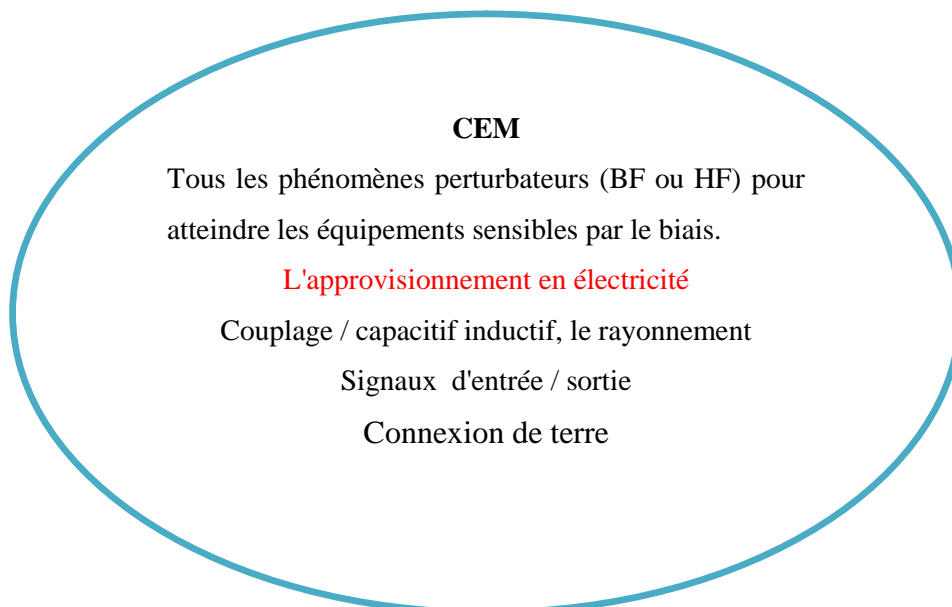 CEM
Tous les phénomènes perturbateurs (BF ou HF) pour
atteindre les équipements sensibles par le biais.
L'approvisionnement en électricité
Couplage / capacitif inductif, le rayonnement
Signaux d'entrée / sortie
Connexion de terre